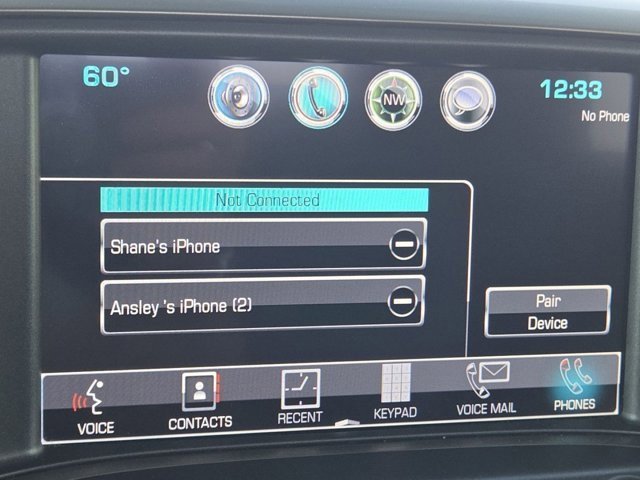 60°
NW
12:33
No Phone
Not Connected
Shane's iPhone
Ansley 's iPhone (2)
Pair
Device
VOICE
CONTACTS
RECENT
KEYPAD
VOICE MAIL
PHONES